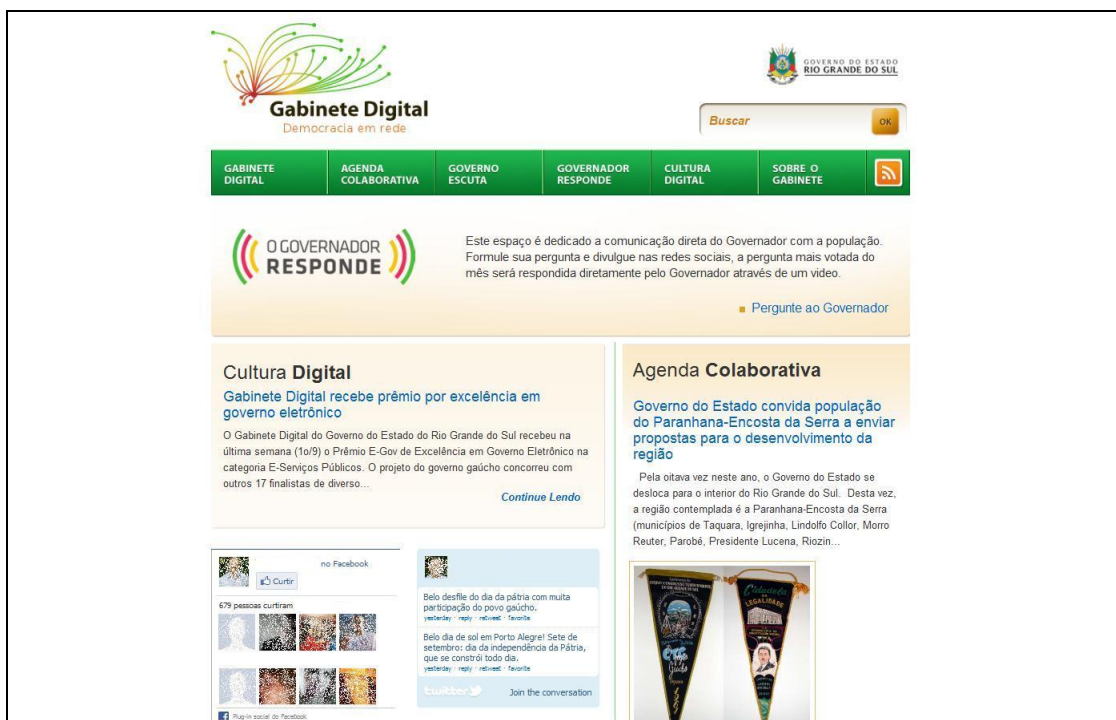 Gabinete Digital
Democracia em rede
GOVERNO DO ESTADO
RIO GRANDE DO SUL
Buscar
OK
GABINETE
DIGITAL
AGENDA
COLABORATIVA
GOVERNO
ESCUTA
GOVERNADOR
RESPONDE
CULTURA
DIGITAL
SOBRE O
GABINETE
O GOVERNADOR
RESPONDE
Este espaço é dedicado a comunicação direta do Governador com a população.
Formule sua pergunta e divulgue nas redes sociais, a pergunta mais votada do
mês será respondida diretamente pelo Governador através de um video.
Pergunte ao Governador
Cultura Digital
Gabinete Digital recebe prêmio por excelência em
governo eletrônico
O Gabinete Digital do Governo do Estado do Rio Grande do Sul recebeu na
última semana (1o/9) o Prêmio E-Gov de Excelência em Governo Eletrônico na
categoria E-Serviços Públicos. O projeto do governo gaúcho concorreu com
outros 17 finalistas de diverso...
Continue Lendo
Agenda Colaborativa
Governo do Estado convida população
do Paranhana-Encosta da Serra a enviar
propostas para o desenvolvimento da
região
Pela oitava vez neste ano, o Governo do Estado se
desloca para o interior do Rio Grande do Sul. Desta vez,
a região contemplada é a Paranhana-Encosta da Serra
(municípios de Taquara, Igrejinha, Lindolfo Collor, Morro
Reuter, Parobé, Presidente Lucena, Riozin...
no Facebook
Curtir
679 pessoas curtiram
Plug-in social do Facebook
Belo desfile do dia da pátria com muita
participação do povo gaúcho.
yesterday · reply · retweet · favorite
Belo dia de sol em Porto Alegre! Sete de
setembro: dia da independência da Pátria,
que se constrói todo dia.
yesterday · reply · retweet · favorite
twitter
Join the conversation
Cidadela
da
LEGALIDADE